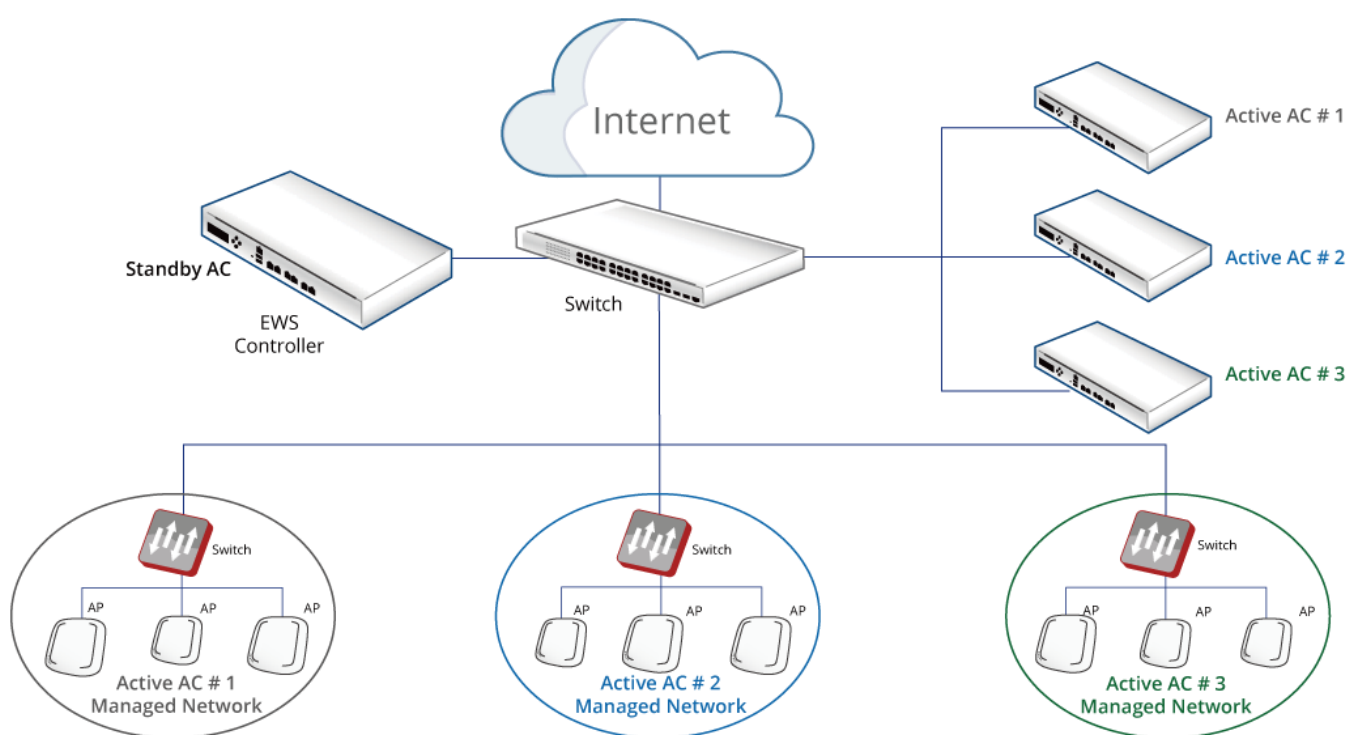 Internet
Active AC # 1
Active AC # 2
Standby AC
Switch
EWS
Controller
Active AC # 3
Switch
Switch
Switch
AP
AP
AP
AP
AP
AP
AP
AP
AP
Active AC # 1
Managed Network
Active AC # 2
Managed Network
Active AC # 3
Managed Network